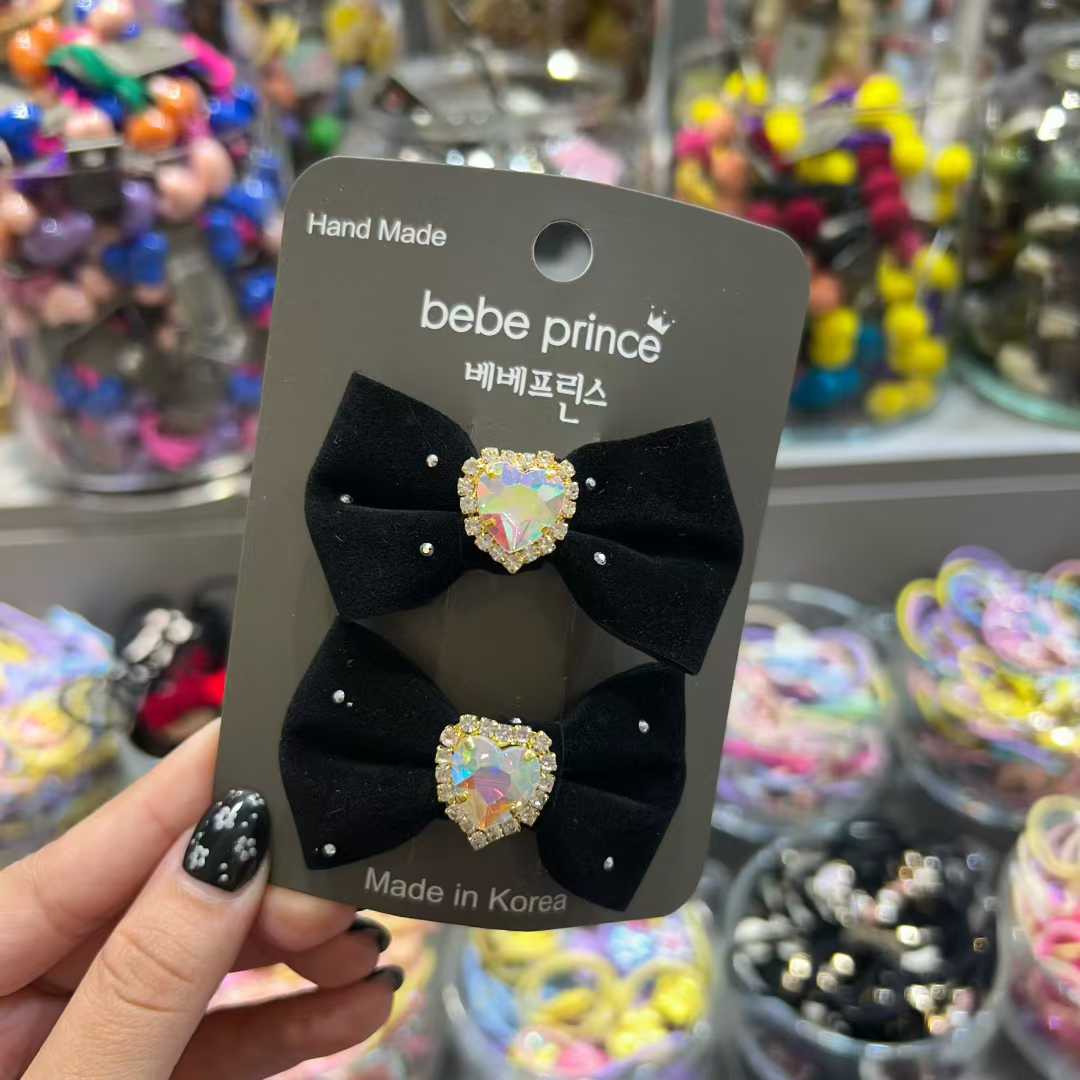 Hand Made
bebe prince
베베프린스
Made in Korea